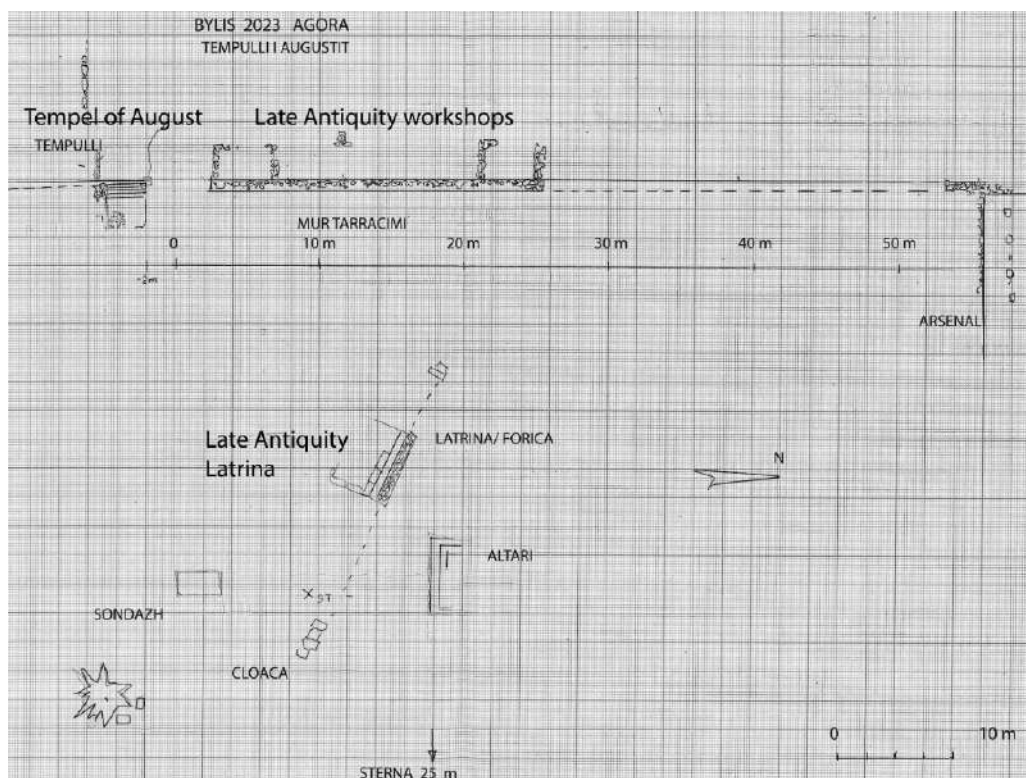 BYLIS 2023 AGORA
TEMPULLI I AUGUSTIT
Tempel of August
Late Antiquity workshops
TEMPULLI
MUR TARRACIMI
0
10 m
20 m
30 m
40 m
50 m
-2m
ARSENAL
Late Antiquity
Latrina
LATRINA/ FORICA
N
ALTARI
X ST
SONDAZH
CLOACA
0
10 m
STERNA 25 m